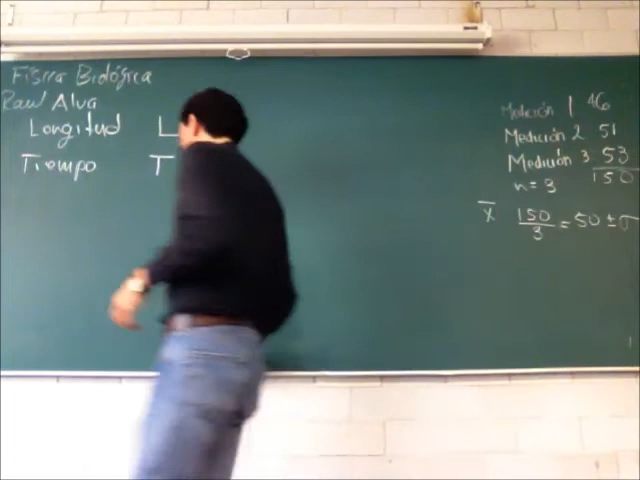 Física Biológica
Raul Alva
Longitud L
Tiempo T
Medición 1 46
Medición 2 51
Medición 3 53
n = 3 150
x̄ 150/3 = 50 ± σ